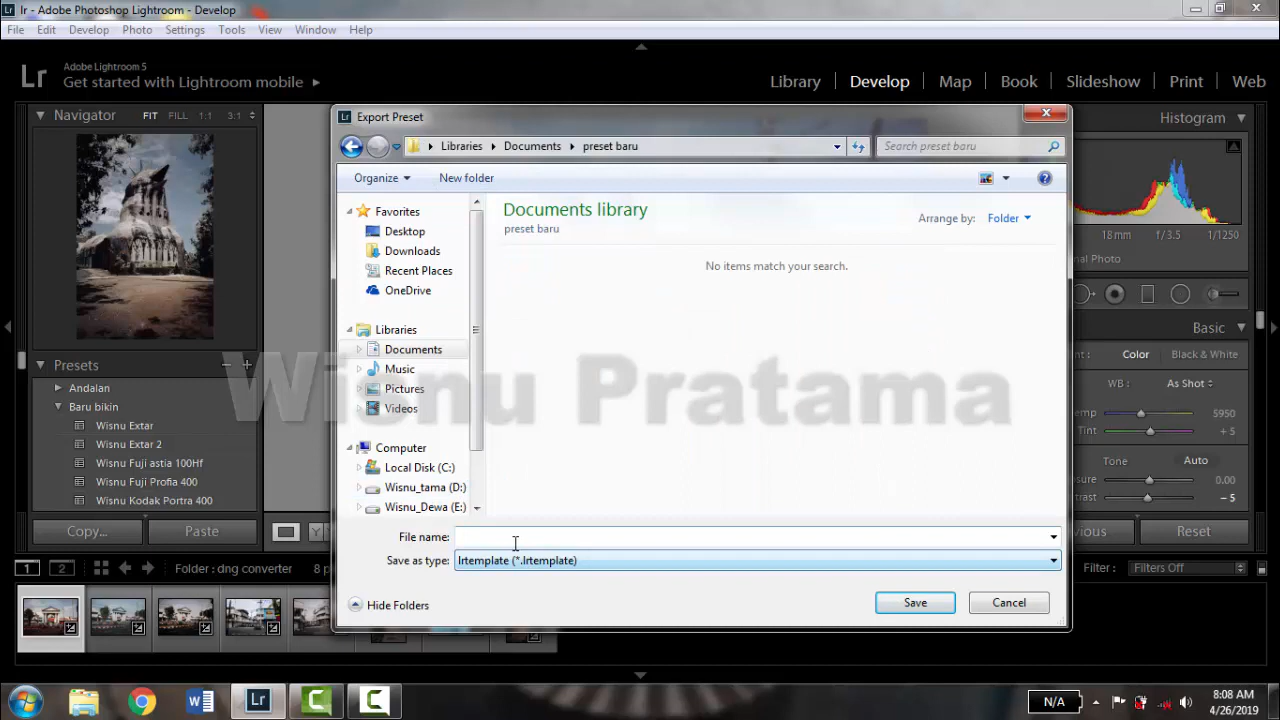 lr - Adobe Photoshop Lightroom - Develop
File Edit Develop Photo Settings Tools View Window Help
Lr
Adobe Lightroom 5
Get started with Lightroom mobile
Library Develop Map Book Slideshow Print Web
Navigator FIT FILL 1:1 3:1
Export Preset
Histogram
Libraries Documents preset baru
Search preset baru
Organize New folder
Favorites
Desktop
Downloads
Recent Places
OneDrive
Libraries
Documents
Music
Pictures
Videos
Computer
Local Disk (C:)
Wisnu_tama (D:)
Wisnu_Dewa (E:)
Documents library
preset baru
Arrange by: Folder
No items match your search.
18 mm f/3.5 1/1250
Photo
Basic
Color Black & White
WB: As Shot
5950
Tint + 5
Tone Auto
0.00
– 5
Presets
Andalan
Baru bikin
Wisnu Extar
Wisnu Extar 2
Wisnu Fuji astia 100Hf
Wisnu Fuji Profia 400
Wisnu Kodak Portra 400
Wisnu Pratama
Copy... Paste
Reset
File name:
Save as type: lrtemplate (*.lrtemplate)
Hide Folders
Save Cancel
1 2 Folder : dng converter
Filter : Filters Off
N/A
8:08 AM
4/26/2019